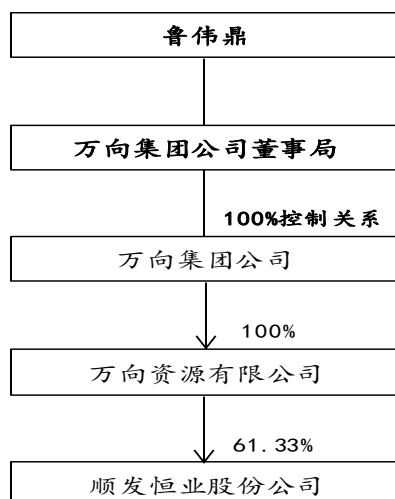 鲁伟鼎
万向集团公司董事局
100%控制关系
万向集团公司
100%
万向资源有限公司
61.33%
顺发恒业股份公司